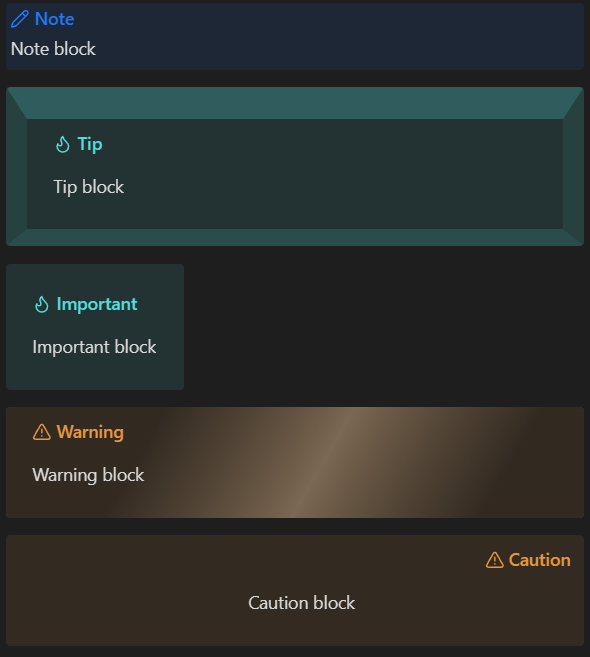 Note
Note block
Tip
Tip block
Important
Important block
Warning
Warning block
Caution
Caution block